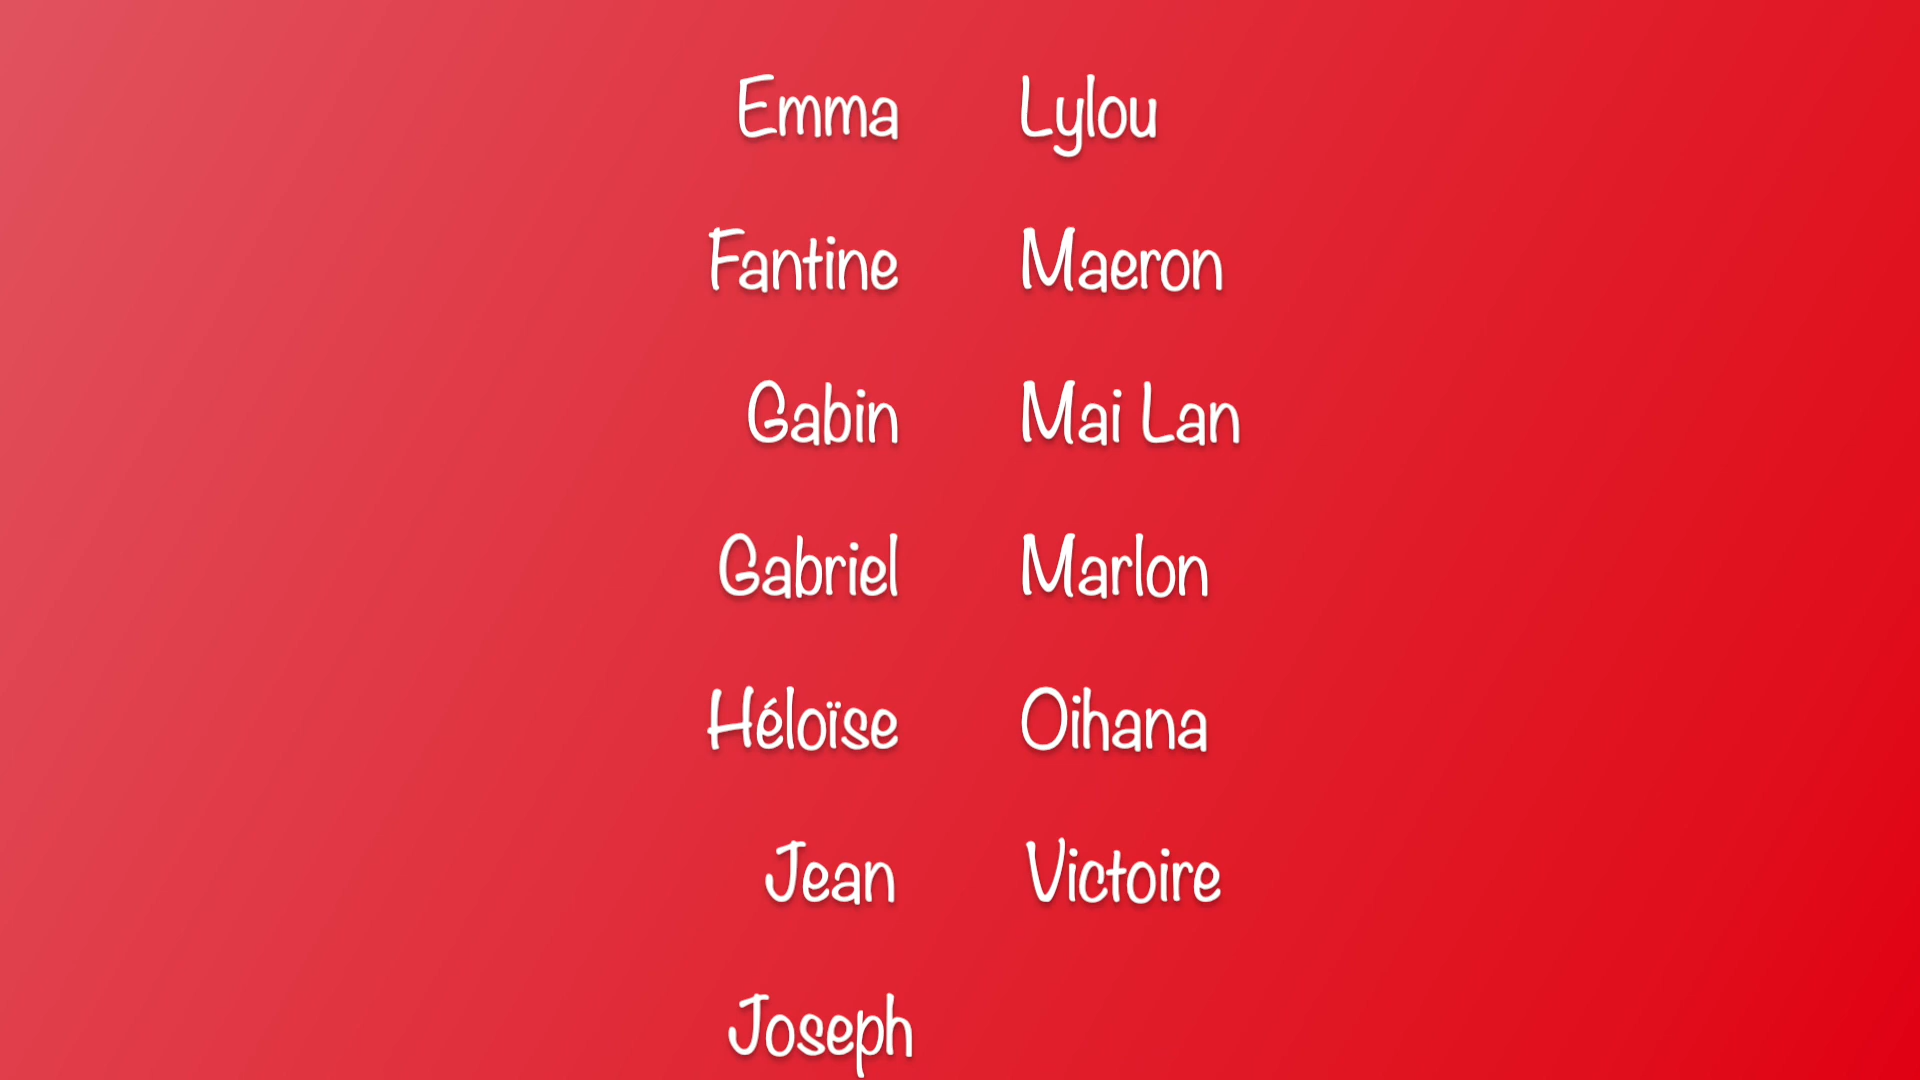 Emma
Fantine
Gabin
Gabriel
Héloïse
Jean
Joseph
Lylou
Maeron
Mai Lan
Marlon
Oihana
Victoire